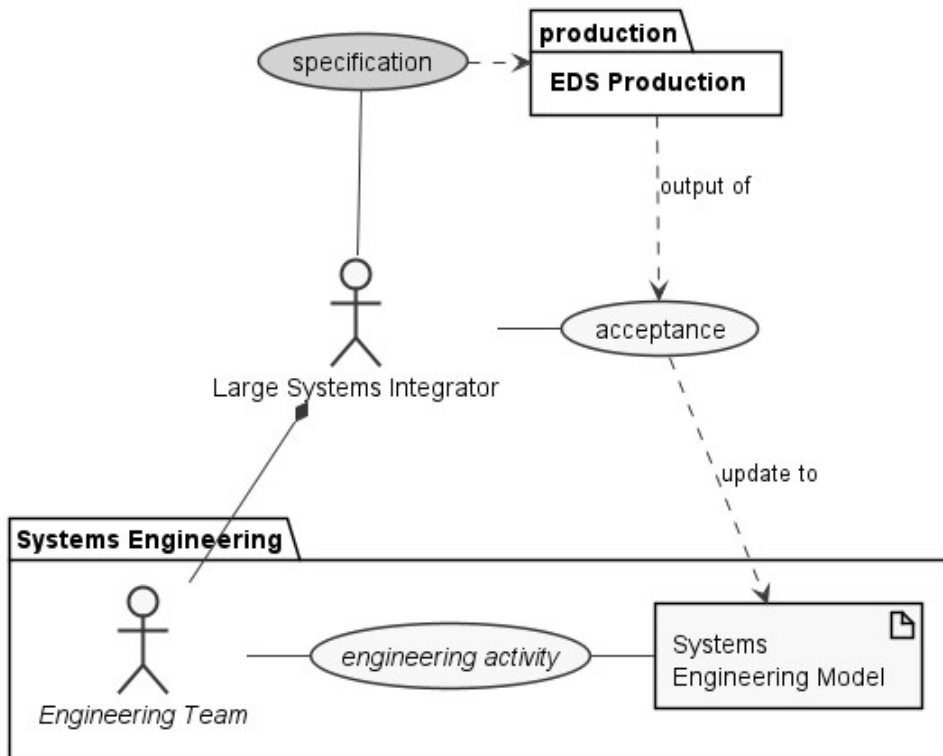 production
specification
EDS Production
output of
acceptance
Large Systems Integrator
update to
Systems Engineering
Systems
Engineering Model
engineering activity
Engineering Team